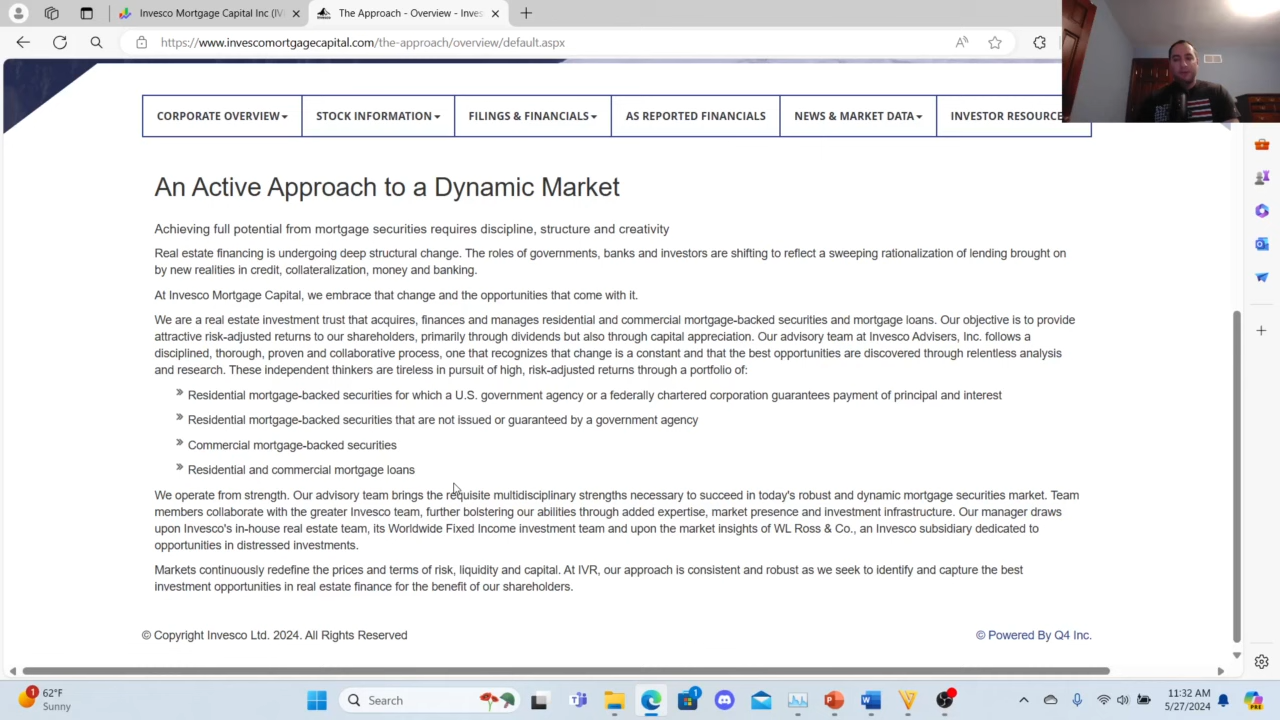 Invesco Mortgage Capital Inc (IV
The Approach - Overview - Inves
https://www.invescomortgagecapital.com/the-approach/overview/default.aspx
CORPORATE OVERVIEW
STOCK INFORMATION
FILINGS & FINANCIALS
AS REPORTED FINANCIALS
NEWS & MARKET DATA
INVESTOR RESOURCE
An Active Approach to a Dynamic Market
Achieving full potential from mortgage securities requires discipline, structure and creativity
Real estate financing is undergoing deep structural change. The roles of governments, banks and investors are shifting to reflect a sweeping rationalization of lending brought on
by new realities in credit, collateralization, money and banking.
At Invesco Mortgage Capital, we embrace that change and the opportunities that come with it.
We are a real estate investment trust that acquires, finances and manages residential and commercial mortgage-backed securities and mortgage loans. Our objective is to provide
attractive risk-adjusted returns to our shareholders, primarily through dividends but also through capital appreciation. Our advisory team at Invesco Advisers, Inc. follows a
disciplined, thorough, proven and collaborative process, one that recognizes that change is a constant and that the best opportunities are discovered through relentless analysis
and research. These independent thinkers are tireless in pursuit of high, risk-adjusted returns through a portfolio of:
» Residential mortgage-backed securities for which a U.S. government agency or a federally chartered corporation guarantees payment of principal and interest
» Residential mortgage-backed securities that are not issued or guaranteed by a government agency
» Commercial mortgage-backed securities
» Residential and commercial mortgage loans
We operate from strength. Our advisory team brings the requisite multidisciplinary strengths necessary to succeed in today's robust and dynamic mortgage securities market. Team
members collaborate with the greater Invesco team, further bolstering our abilities through added expertise, market presence and investment infrastructure. Our manager draws
upon Invesco's in-house real estate team, its Worldwide Fixed Income investment team and upon the market insights of WL Ross & Co., an Invesco subsidiary dedicated to
opportunities in distressed investments.
Markets continuously redefine the prices and terms of risk, liquidity and capital. At IVR, our approach is consistent and robust as we seek to identify and capture the best
investment opportunities in real estate finance for the benefit of our shareholders.
© Copyright Invesco Ltd. 2024. All Rights Reserved
© Powered By Q4 Inc.
1
62°F
Sunny
Search
1
11:32 AM
5/27/2024
PRE